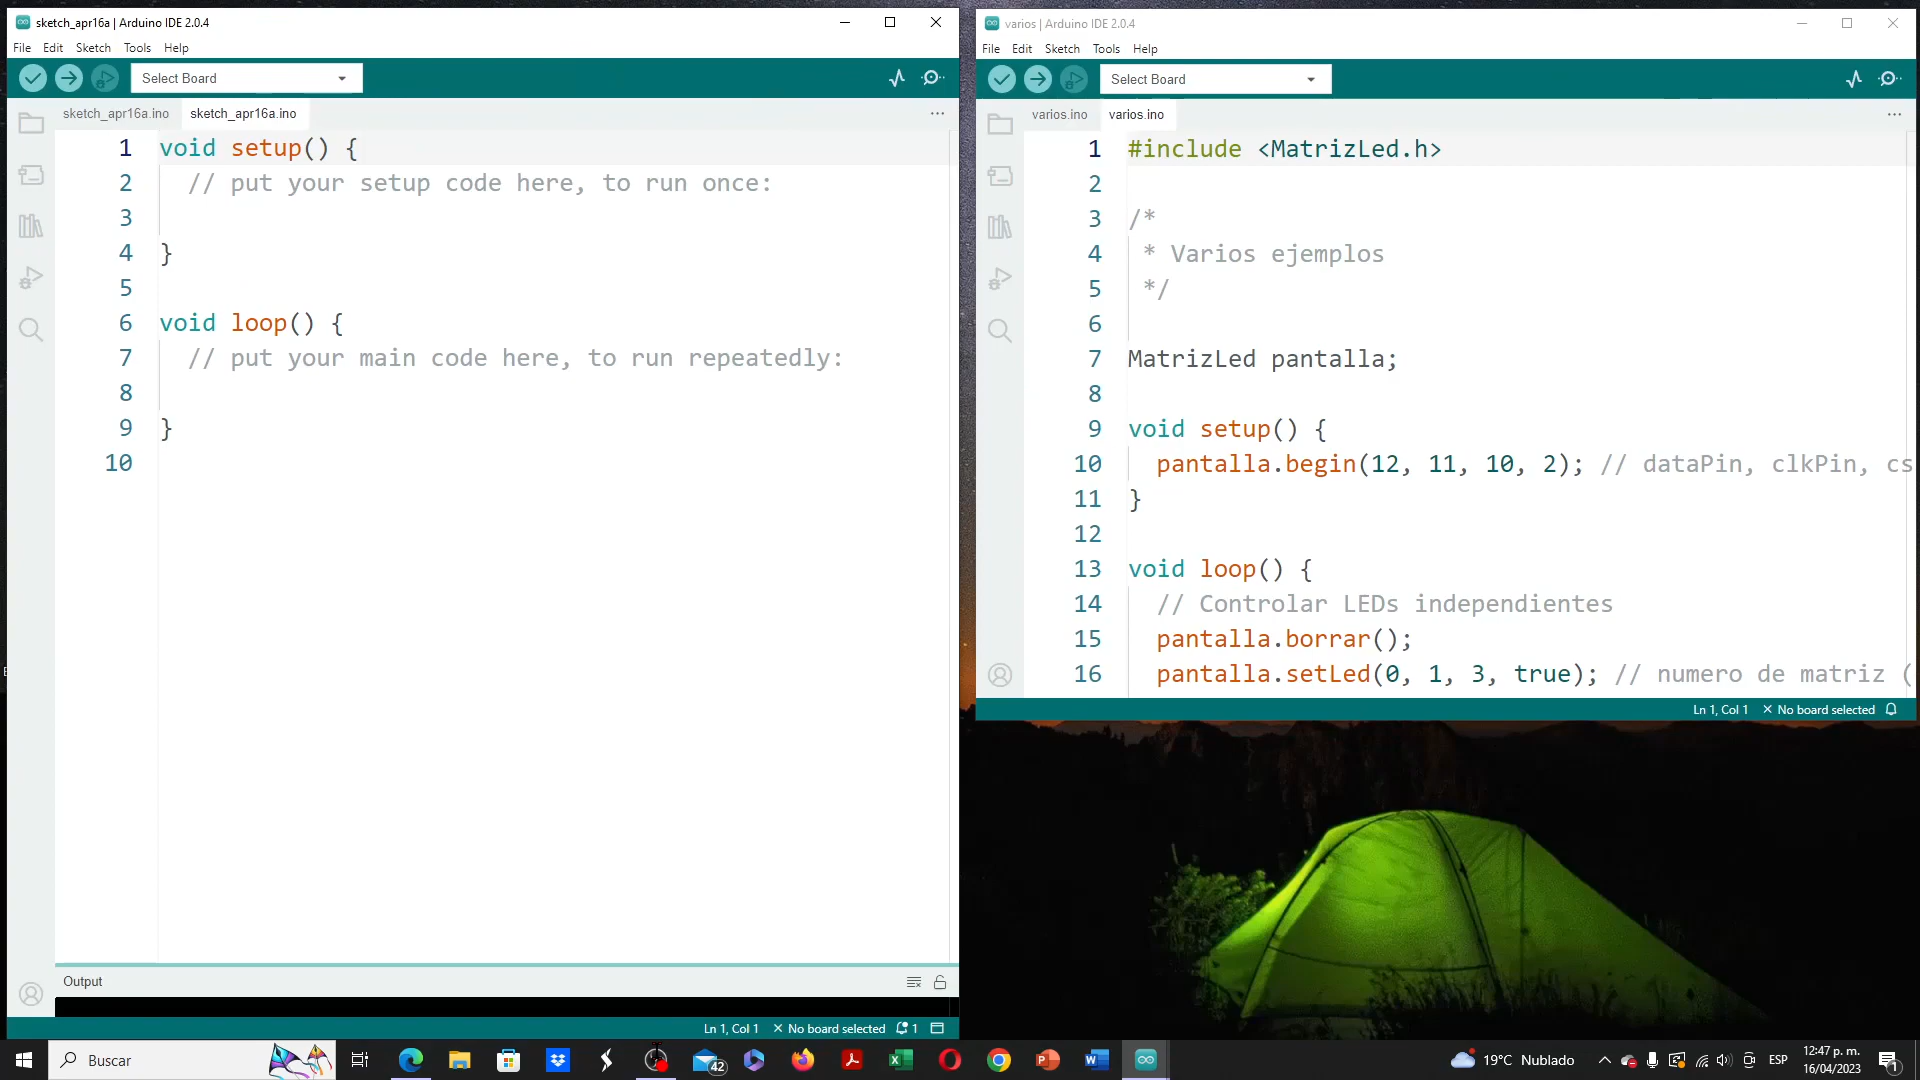 sketch_apr16a | Arduino IDE 2.0.4
File Edit Sketch Tools Help
Select Board
sketch_apr16a.ino sketch_apr16a.ino
1 void setup() {
2 // put your setup code here, to run once:
3
4 }
5
6 void loop() {
7 // put your main code here, to run repeatedly:
8
9 }
10
Output
Ln 1, Col 1 No board selected 1
varios | Arduino IDE 2.0.4
File Edit Sketch Tools Help
Select Board
varios.ino varios.ino
1 #include <MatrizLed.h>
2
3 /*
4 * Varios ejemplos
5 */
6
7 MatrizLed pantalla;
8
9 void setup() {
10 pantalla.begin(12, 11, 10, 2); // dataPin, clkPin, cs
11 }
12
13 void loop() {
14 // Controlar LEDs independientes
15 pantalla.borrar();
16 pantalla.setLed(0, 1, 3, true); // numero de matriz (
Ln 1, Col 1 No board selected
Buscar
42
19°C Nublado
ESP
12:47 p. m.
16/04/2023
1